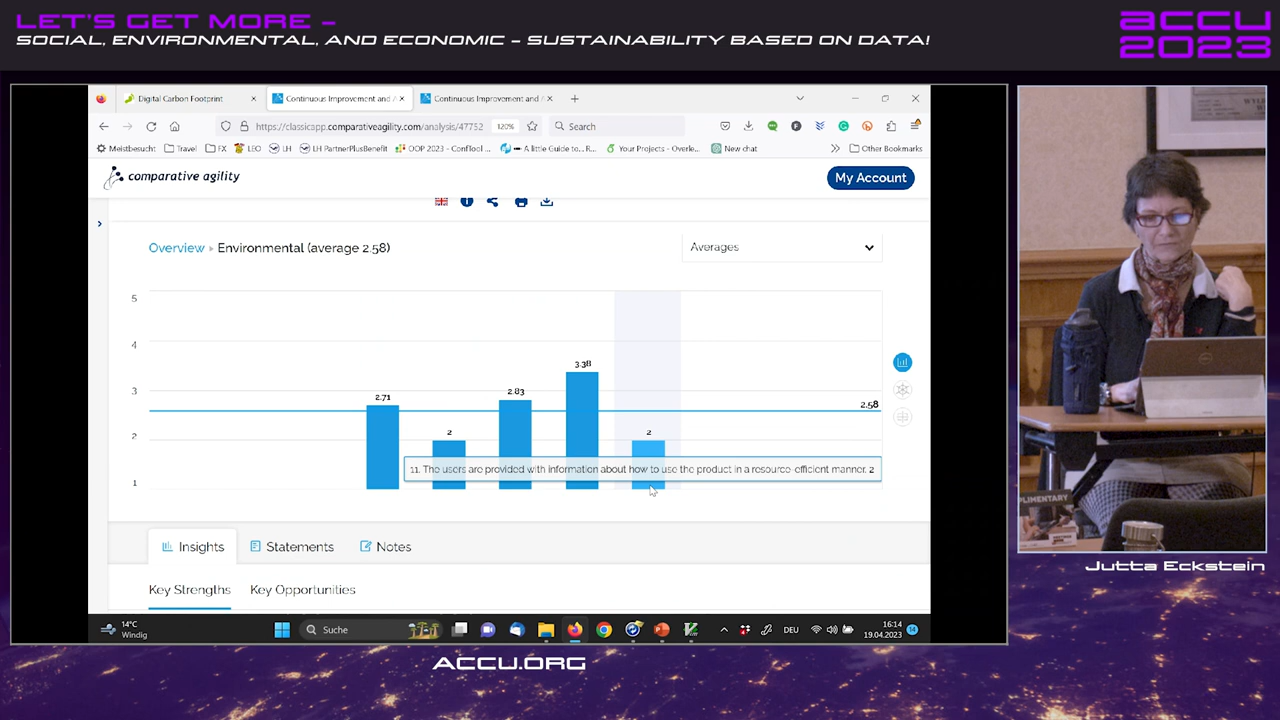 LET'S GET MORE –
SOCIAL, ENVIRONMENTAL, AND ECONOMIC – SUSTAINABILITY BASED ON DATA!
ACCU
2023
Digital Carbon Footprint
Continuous Improvement and A
Continuous Improvement and A
https://classicapp.comparativeagility.com/analysis/47752
120%
Search
Meistbesucht
Travel
FX
LEO
LH
LH PartnerPlusBenefit
OOP 2023 - ConfTool ...
A little Guide to... R...
Your Projects - Overle...
New chat
Other Bookmarks
comparative agility
My Account
Overview
Environmental (average 2.58)
Averages
5
4
3
2
1
2.71
2
2.83
3.38
2
2.58
11. The users are provided with information about how to use the product in a resource-efficient manner. 2
Insights
Statements
Notes
Key Strengths
Key Opportunities
14°C
Windig
Suche
DEU
16:14
19.04.2023
PLIMENTARY
Jutta Eckstein
ACCU.ORG